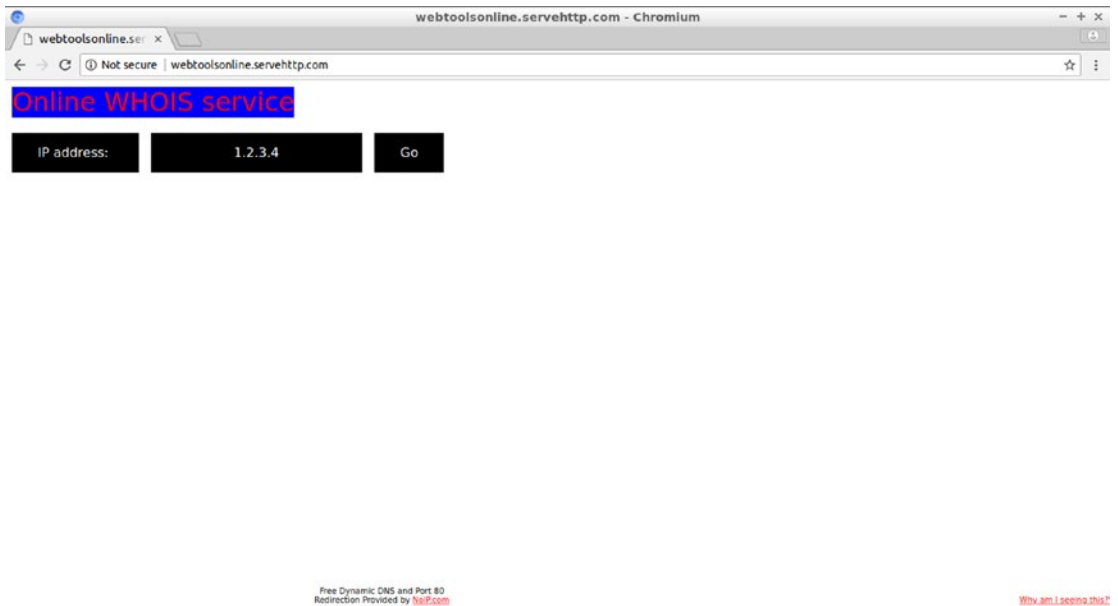 webtoolsonline.servehttp.com - Chromium
webtoolsonline.ser
Not secure | webtoolsonline.servehttp.com
Online WHOIS service
IP address: 1.2.3.4 Go
Free Dynamic DNS and Port 80
Redirection Provided by NoIP.com
Why am I seeing this?